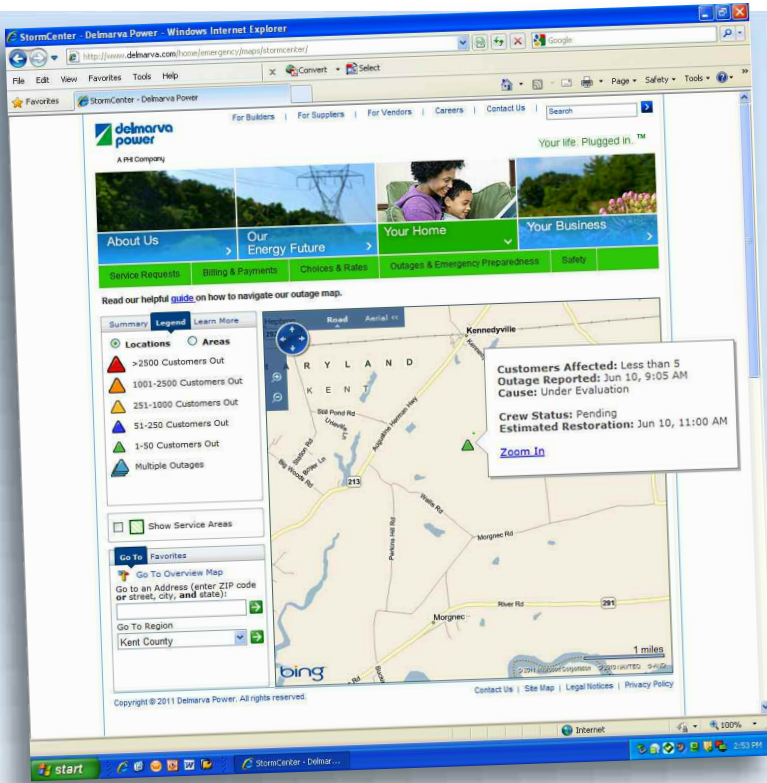 StormCenter - Delmarva Power - Windows Internet Explorer
http://www.delmarva.com/home/emergency/maps/stormcenter/
Google
File Edit View Favorites Tools Help
x Convert Select
Favorites StormCenter - Delmarva Power
Page Safety Tools
For Builders | For Suppliers | For Vendors | Careers | Contact Us |
Search
delmarva
power
A PHI Company
Your life. Plugged in.™
About Us
Our
Energy Future
Your Home
Your Business
Service Requests
Billing & Payments
Choices & Rates
Outages & Emergency Preparedness
Safety
Read our helpful guide on how to navigate our outage map.
Summary Legend Learn More
Locations Areas
>2500 Customers Out
1001-2500 Customers Out
251-1000 Customers Out
51-250 Customers Out
1-50 Customers Out
Multiple Outages
Show Service Areas
Go To Favorites
Go To Overview Map
Go to an Address (enter ZIP code
or street, city, and state):
Go To Region
Kent County
Road Aerial <<
Kennedyville
A R Y L A N D
K E N T
Still Pond Rd
Unieville Ln
Station Rd
Bower Ln
Big Woods Rd
Augustine Herman Hwy
213
Wallis Rd
Perkins Hill Rd
Morgnec Rd
River Rd
291
Morgnec
1 miles
bing
Customers Affected: Less than 5
Outage Reported: Jun 10, 9:05 AM
Cause: Under Evaluation
Crew Status: Pending
Estimated Restoration: Jun 10, 11:00 AM
Zoom In
Copyright © 2011 Delmarva Power. All rights reserved.
Contact Us | Site Map | Legal Notices | Privacy Policy
Internet
100%
start
StormCenter - Delmar...
2:53 PM